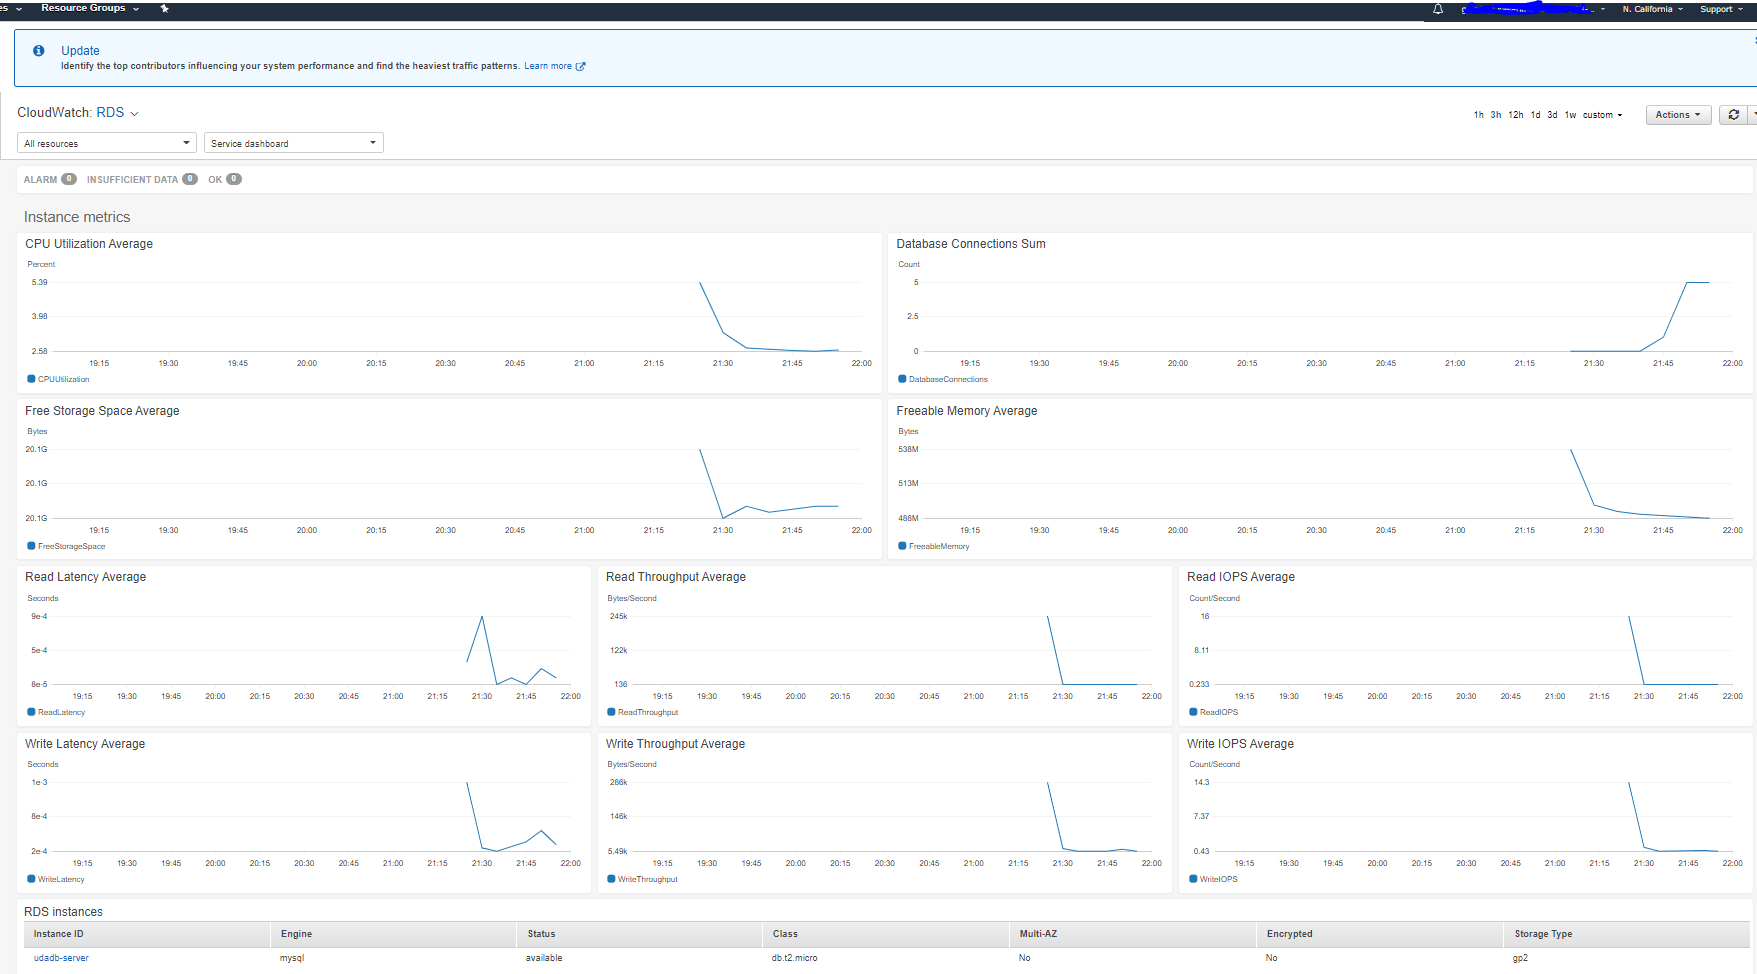 es
Resource Groups
N. California
Support
Update
Identify the top contributors influencing your system performance and find the heaviest traffic patterns. Learn more
CloudWatch: RDS
1h 3h 12h 1d 3d 1w custom
Actions
All resources
Service dashboard
ALARM 0 INSUFFICIENT DATA 0 OK 0
Instance metrics
CPU Utilization Average
Percent
5.39
3.98
2.58
19:15 19:30 19:45 20:00 20:15 20:30 20:45 21:00 21:15 21:30 21:45 22:00
CPUUtilization
Database Connections Sum
Count
5
2.5
0
19:15 19:30 19:45 20:00 20:15 20:30 20:45 21:00 21:15 21:30 21:45 22:00
DatabaseConnections
Free Storage Space Average
Bytes
20.1G
20.1G
20.1G
19:15 19:30 19:45 20:00 20:15 20:30 20:45 21:00 21:15 21:30 21:45 22:00
FreeStorageSpace
Freeable Memory Average
Bytes
538M
513M
488M
19:15 19:30 19:45 20:00 20:15 20:30 20:45 21:00 21:15 21:30 21:45 22:00
FreeableMemory
Read Latency Average
Seconds
9e-4
5e-4
8e-5
19:15 19:30 19:45 20:00 20:15 20:30 20:45 21:00 21:15 21:30 21:45 22:00
ReadLatency
Read Throughput Average
Bytes/Second
245k
122k
136
19:15 19:30 19:45 20:00 20:15 20:30 20:45 21:00 21:15 21:30 21:45 22:00
ReadThroughput
Read IOPS Average
Count/Second
16
8.11
0.233
19:15 19:30 19:45 20:00 20:15 20:30 20:45 21:00 21:15 21:30 21:45 22:00
ReadIOPS
Write Latency Average
Seconds
1e-3
8e-4
2e-4
19:15 19:30 19:45 20:00 20:15 20:30 20:45 21:00 21:15 21:30 21:45 22:00
WriteLatency
Write Throughput Average
Bytes/Second
286k
146k
5.49k
19:15 19:30 19:45 20:00 20:15 20:30 20:45 21:00 21:15 21:30 21:45 22:00
WriteThroughput
Write IOPS Average
Count/Second
14.3
7.37
0.43
19:15 19:30 19:45 20:00 20:15 20:30 20:45 21:00 21:15 21:30 21:45 22:00
WriteIOPS
RDS instances
Instance ID Engine Status Class Multi-AZ Encrypted Storage Type
udadb-server mysql available db.t2.micro No No gp2